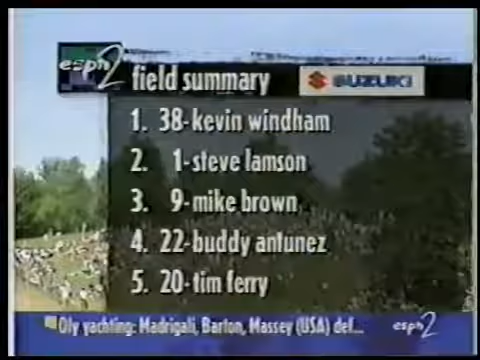 espn2
field summary
SUZUKI
1. 38-kevin windham
2. 1-steve lamson
3. 9-mike brown
4. 22-buddy antunez
5. 20-tim ferry
Oly yachting: Madrigali, Barton, Massey (USA) def...
espn2